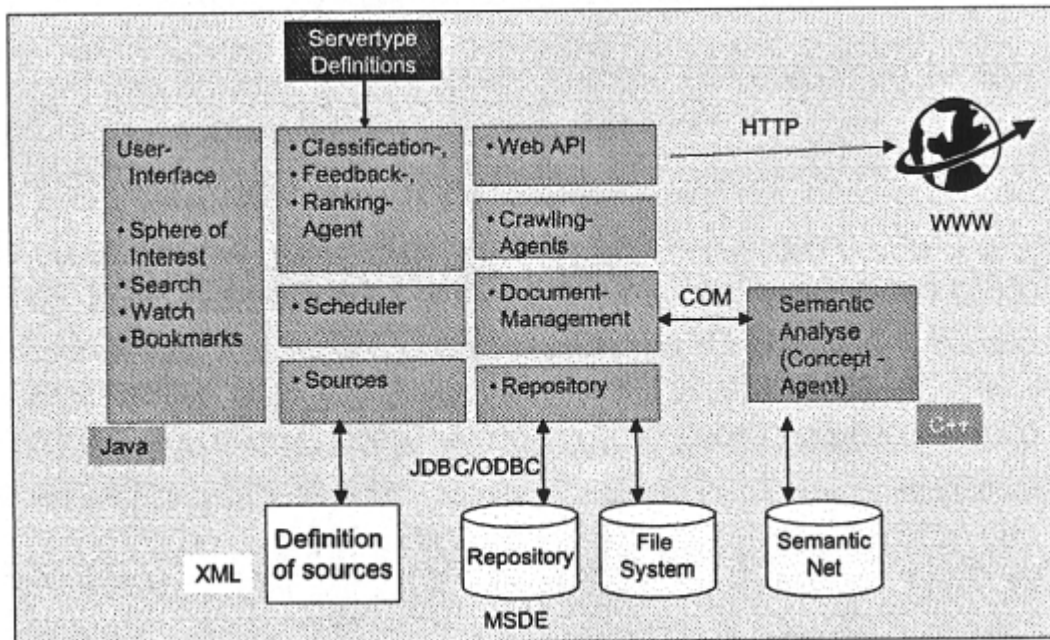 Servertype
Definitions
User-
Interface
• Sphere of
Interest
• Search
• Watch
• Bookmarks
Java
• Classification-,
• Feedback-,
• Ranking-
Agent
• Scheduler
• Sources
• Web API
• Crawling-
Agents
• Document-
Management
• Repository
HTTP
WWW
COM
Semantic
Analyse
(Concept -
Agent)
C++
JDBC/ODBC
XML
Definition
of sources
Repository
MSDE
File
System
Semantic
Net